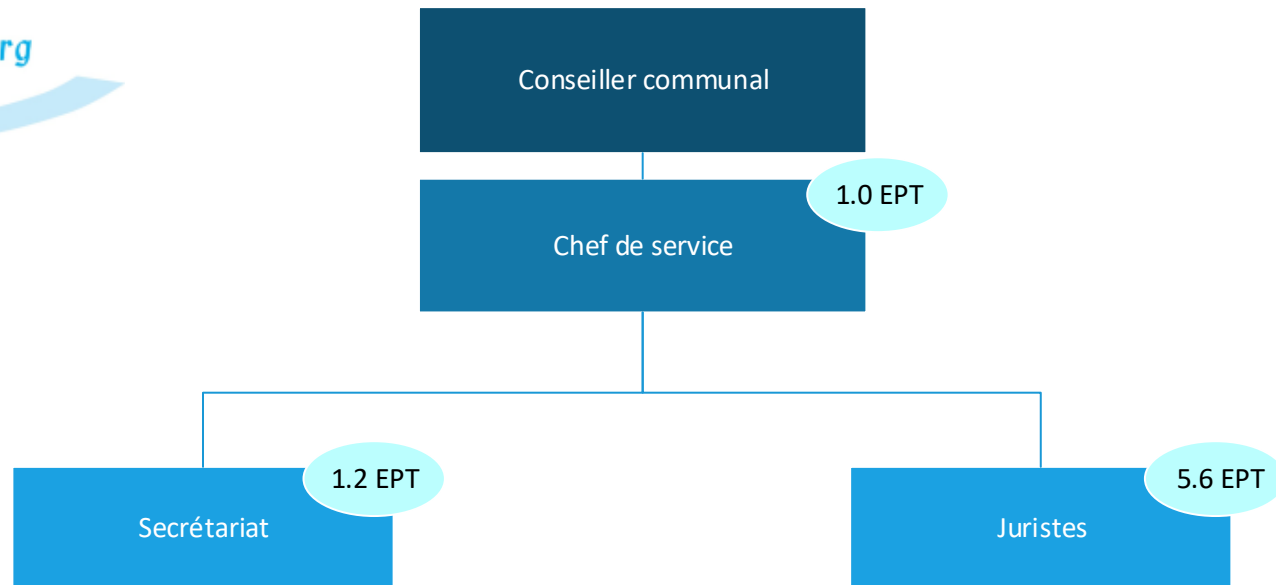 rg
Conseiller communal
1.0 EPT
Chef de service
1.2 EPT
5.6 EPT
Secrétariat
Juristes